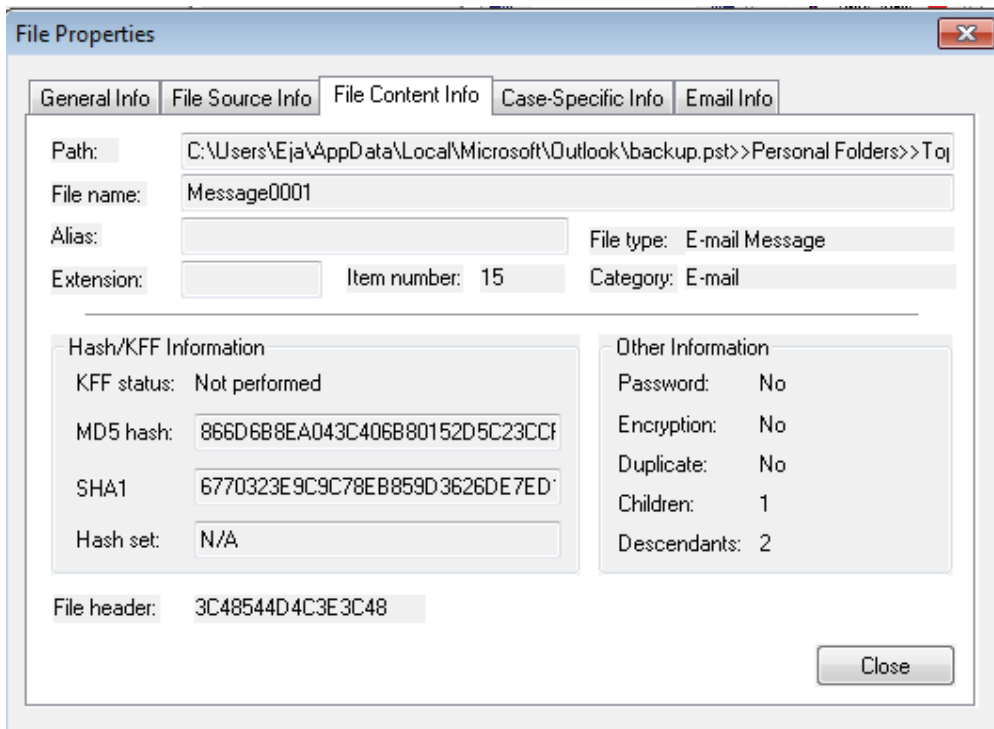 File Properties
General Info File Source Info File Content Info Case-Specific Info Email Info
Path: C:\Users\Eja\AppData\Local\Microsoft\Outlook\backup.pst>>Personal Folders>>To
File name: Message0001
Alias: File type: E-mail Message
Extension: Item number: 15 Category: E-mail
Hash/KFF Information
KFF status: Not performed
MD5 hash: 866D6B8EA043C406B80152D5C23CC
SHA1 6770323E9C9C78EB859D3626DE7ED
Hash set: N/A
Other Information
Password: No
Encryption: No
Duplicate: No
Children: 1
Descendants: 2
File header: 3C48544D4C3E3C48
Close